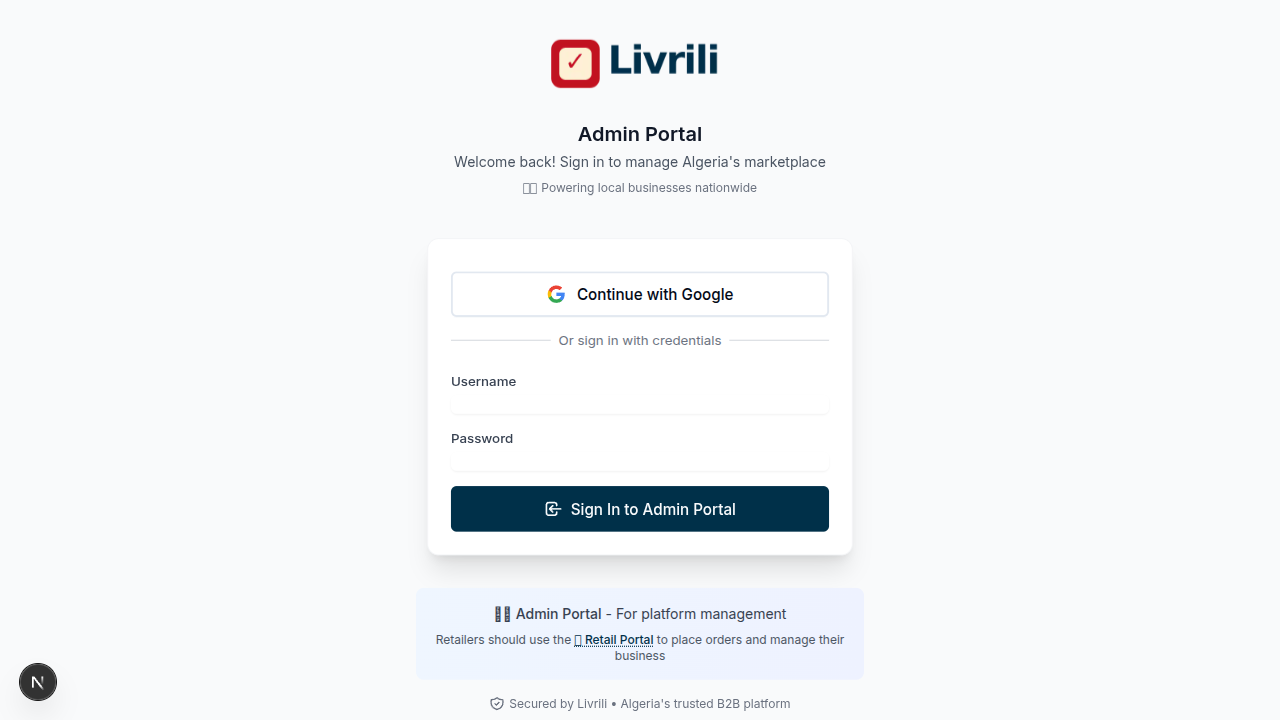 ✓ Livrili
Admin Portal
Welcome back! Sign in to manage Algeria's marketplace
Powering local businesses nationwide
Continue with Google
Or sign in with credentials
Username
Password
Sign In to Admin Portal
Admin Portal - For platform management
Retailers should use the Retail Portal to place orders and manage their
business
N
Secured by Livrili • Algeria's trusted B2B platform